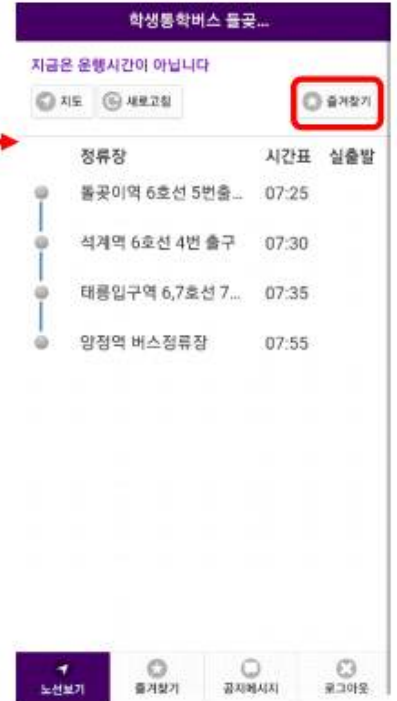 학생통학버스 돌곶...
지금은 운행시간이 아닙니다
지도 새로고침 즐겨찾기
정류장 시간표 실출발
돌곶이역 6호선 5번출... 07:25
석계역 6호선 4번 출구 07:30
태릉입구역 6,7호선 7... 07:35
양정역 버스정류장 07:55
노선보기 즐겨찾기 공지메시지 로그아웃